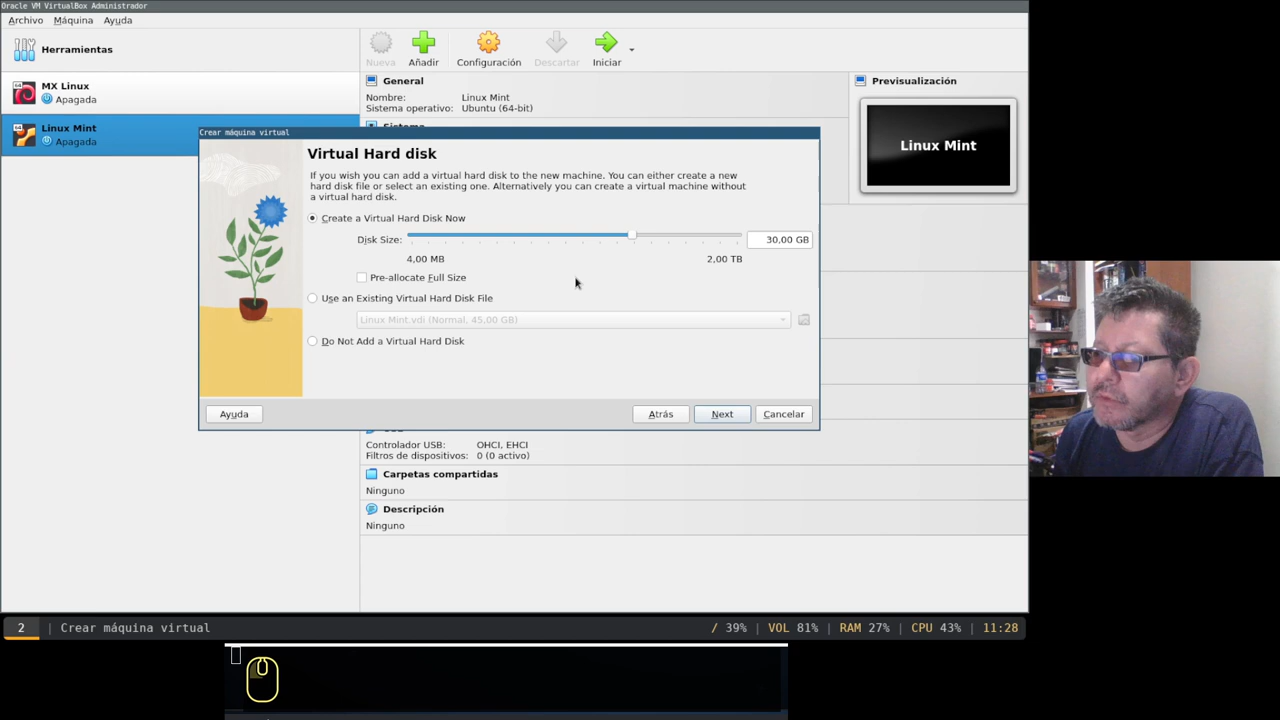 Oracle VM VirtualBox Administrador
Archivo Máquina Ayuda
Herramientas
Nueva Añadir Configuración Descartar Iniciar
MX Linux
Apagada
Linux Mint
Apagada
General
Nombre: Linux Mint
Sistema operativo: Ubuntu (64-bit)
Sistema
Previsualización
Linux Mint
Crear máquina virtual
Virtual Hard disk
If you wish you can add a virtual hard disk to the new machine. You can either create a new
hard disk file or select an existing one. Alternatively you can create a virtual machine without
a virtual hard disk.
Create a Virtual Hard Disk Now
Disk Size: 30,00 GB
4,00 MB 2,00 TB
Pre-allocate Full Size
Use an Existing Virtual Hard Disk File
Linux Mint.vdi (Normal, 45,00 GB)
Do Not Add a Virtual Hard Disk
Ayuda Atrás Next Cancelar
Controlador USB: OHCI, EHCI
Filtros de dispositivos: 0 (0 activo)
Carpetas compartidas
Ninguno
Descripción
Ninguno
2 | Crear máquina virtual / 39% | VOL 81% | RAM 27% | CPU 43% | 11:28